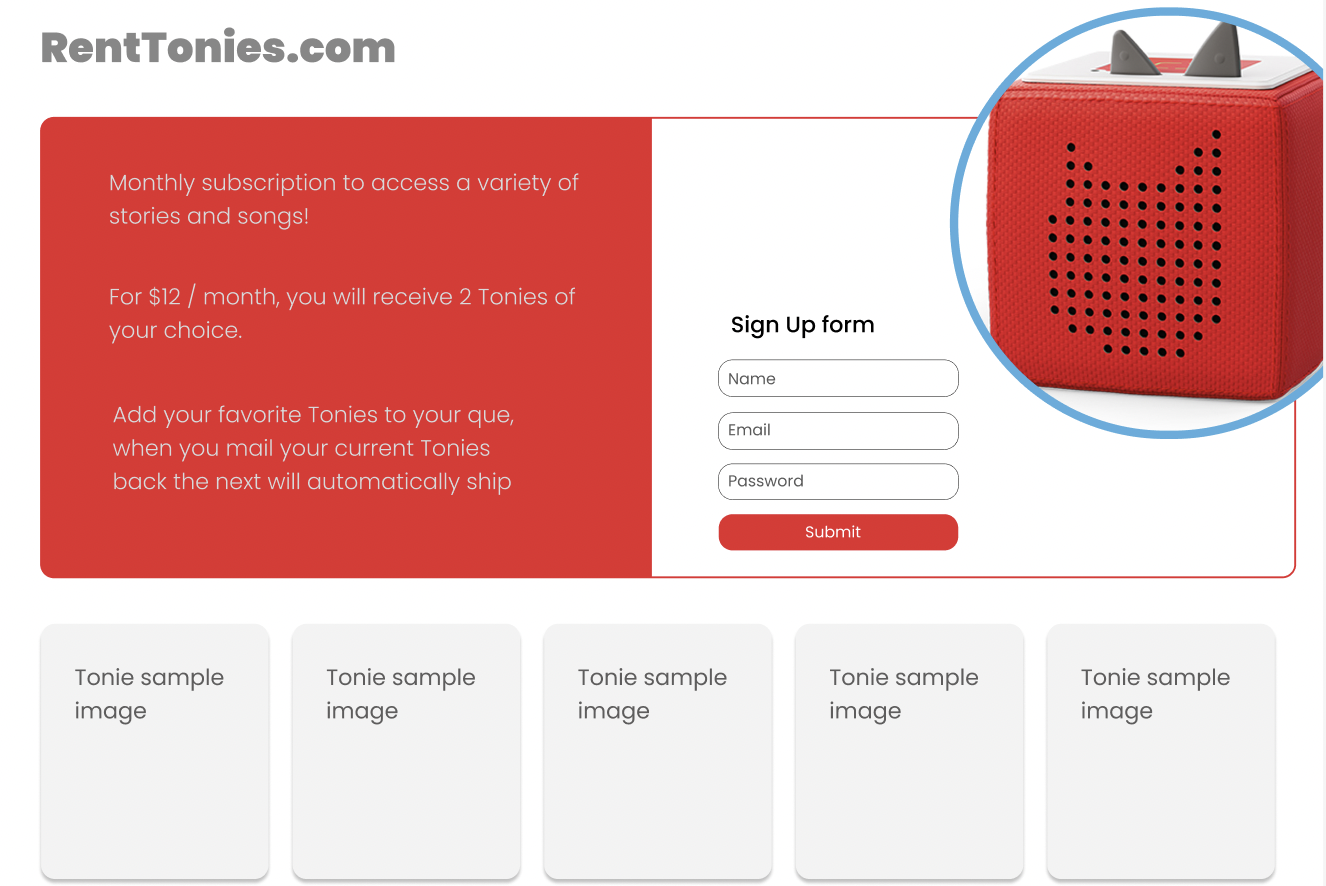 RentTonies.com
Monthly subscription to access a variety of
stories and songs!
For $12 / month, you will receive 2 Tonies of
your choice.
Add your favorite Tonies to your que,
when you mail your current Tonies
back the next will automatically ship
Sign Up form
Name
Email
Password
Submit
Tonie sample
image
Tonie sample
image
Tonie sample
image
Tonie sample
image
Tonie sample
image